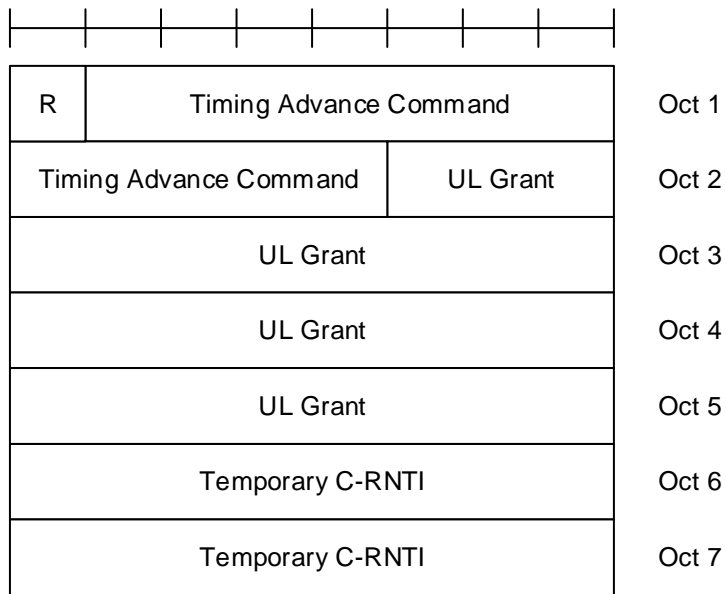 R Timing Advance Command Oct 1
Timing Advance Command UL Grant Oct 2
UL Grant Oct 3
UL Grant Oct 4
UL Grant Oct 5
Temporary C-RNTI Oct 6
Temporary C-RNTI Oct 7